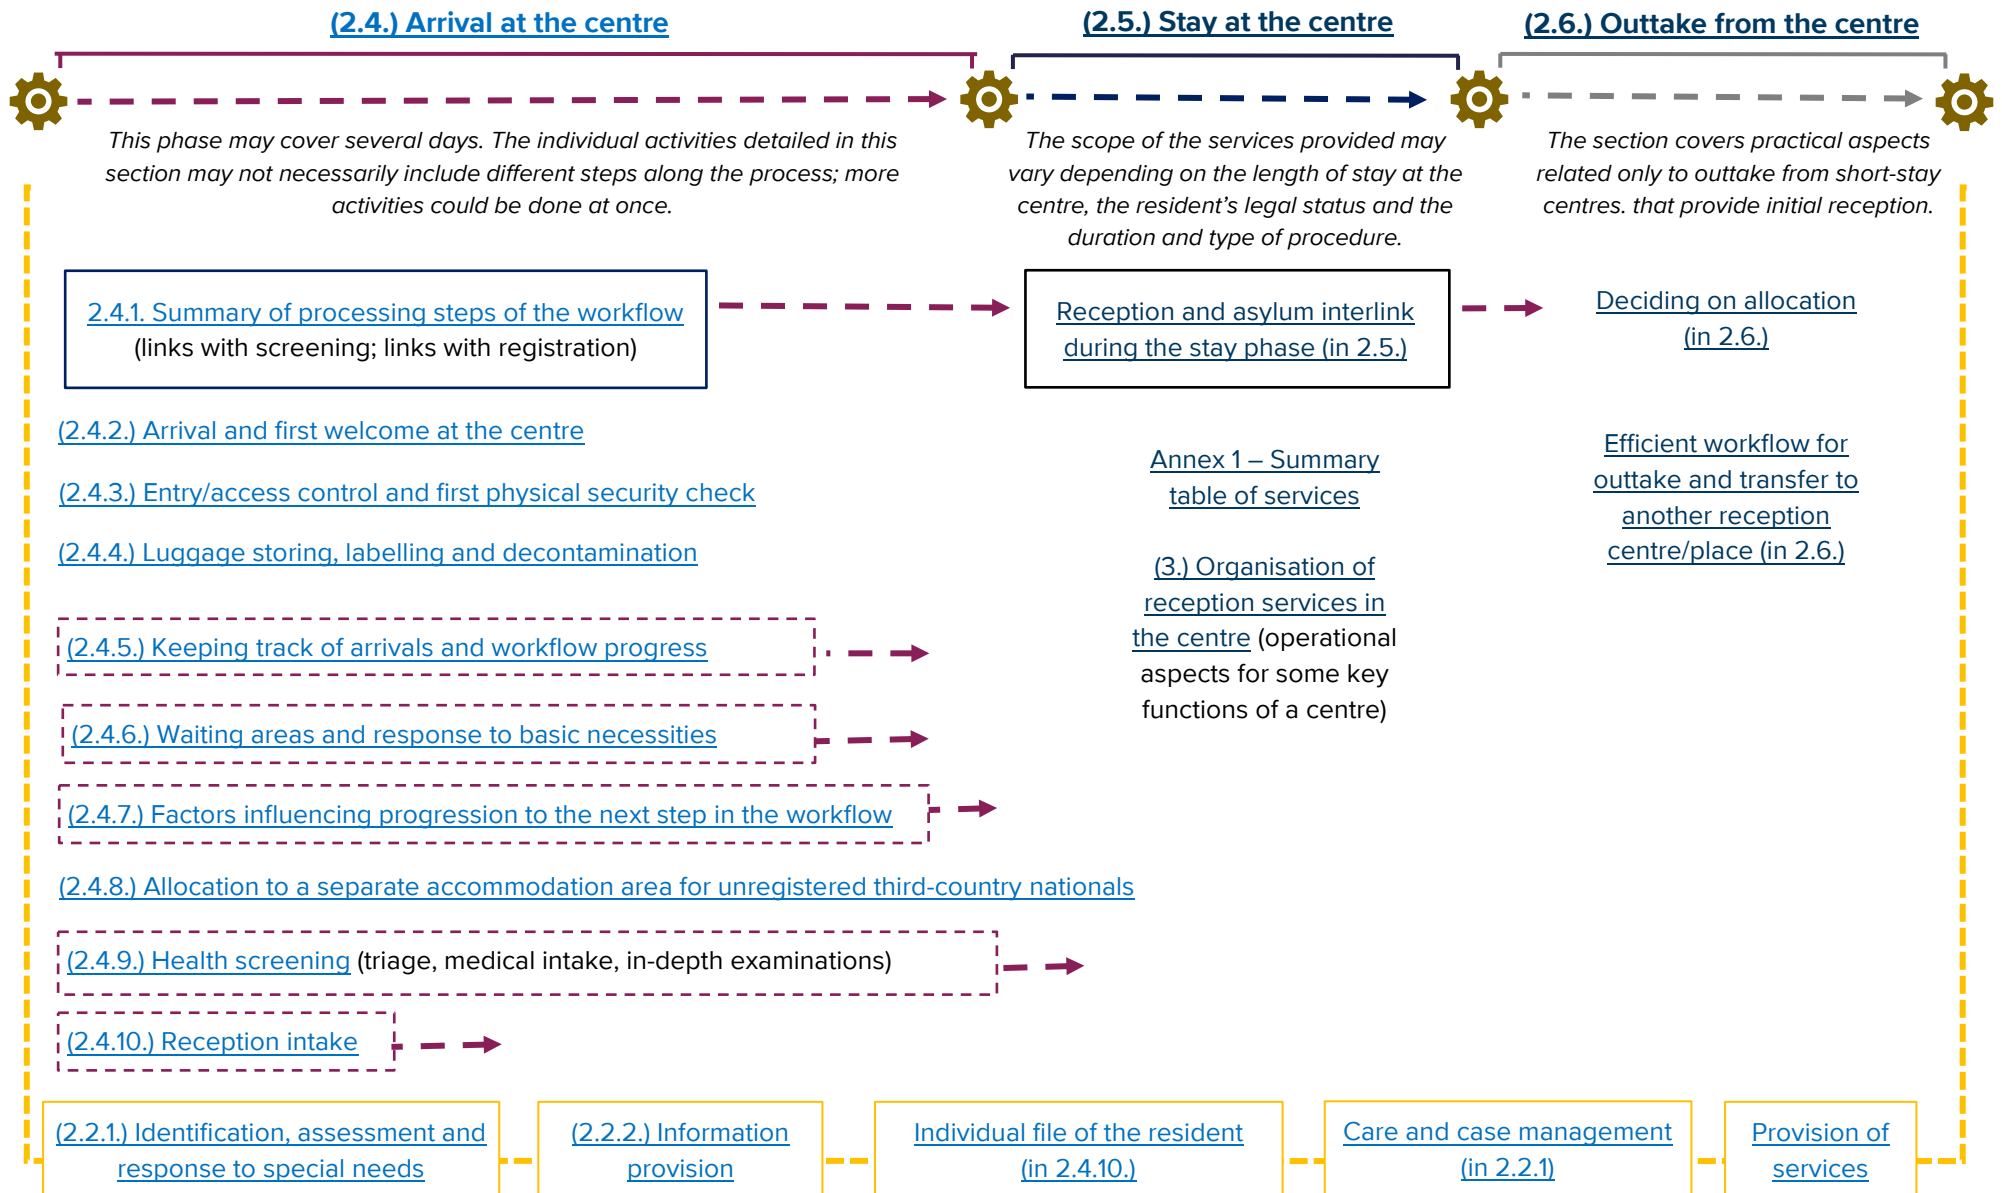 (2.4.) Arrival at the centre
(2.5.) Stay at the centre
(2.6.) Outtake from the centre
This phase may cover several days. The individual activities detailed in this
section may not necessarily include different steps along the process; more
activities could be done at once.
The scope of the services provided may
vary depending on the length of stay at the
centre, the resident’s legal status and the
duration and type of procedure.
The section covers practical aspects
related only to outtake from short-stay
centres. that provide initial reception.
2.4.1. Summary of processing steps of the workflow
(links with screening; links with registration)
Reception and asylum interlink
during the stay phase (in 2.5.)
Deciding on allocation
(in 2.6.)
(2.4.2.) Arrival and first welcome at the centre
(2.4.3.) Entry/access control and first physical security check
(2.4.4.) Luggage storing, labelling and decontamination
(2.4.5.) Keeping track of arrivals and workflow progress
(2.4.6.) Waiting areas and response to basic necessities
(2.4.7.) Factors influencing progression to the next step in the workflow
(2.4.8.) Allocation to a separate accommodation area for unregistered third-country nationals
(2.4.9.) Health screening (triage, medical intake, in-depth examinations)
(2.4.10.) Reception intake
Annex 1 – Summary
table of services
(3.) Organisation of
reception services in
the centre (operational
aspects for some key
functions of a centre)
Efficient workflow for
outtake and transfer to
another reception
centre/place (in 2.6.)
(2.2.1.) Identification, assessment and
response to special needs
(2.2.2.) Information
provision
Individual file of the resident
(in 2.4.10.)
Care and case management
(in 2.2.1)
Provision of
services